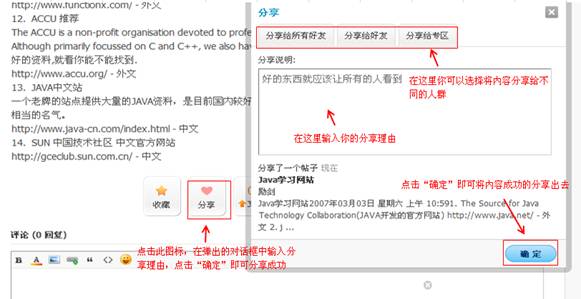 http://www.functionx.com/ - 外文
12. ACCU 推荐
The ACCU is a non-profit organisation devoted to profe
Although primarily focussed on C and C++, we also hav
好的资料,就看你能不能找到.
http://www.accu.org/ - 外文
13. JAVA中文站
一个老牌的站点提供大量的JAVA资料，是目前国内较好
相当的名气。
http://www.java-cn.com/index.html - 中文
14. SUN 中国技术社区 中文官方网站
http://gceclub.sun.com.cn/ - 中文
收藏
分享
评论 (0 回复)
B
A
点击此图标，在弹出的对话框中输入分
享理由，点击“确定”即可分享成功
分享
分享给所有好友
分享给好友
分享给专区
分享说明:
好的东西就应该让所有的人看到
在这里你可以选择将内容分享给不
同的人群
在这里输入你的分享理由
分享了一个帖子 现在
Java学习网站
励剑
Java学习网站2007年03月03日 星期六 上午 10:591. The Source for Java
Technology Collaboration(JAVA开发的官方网站) http://www.java.net/ - 外
文 2. J ...
点击“确定”即可将内容成功的分享出去
确 定